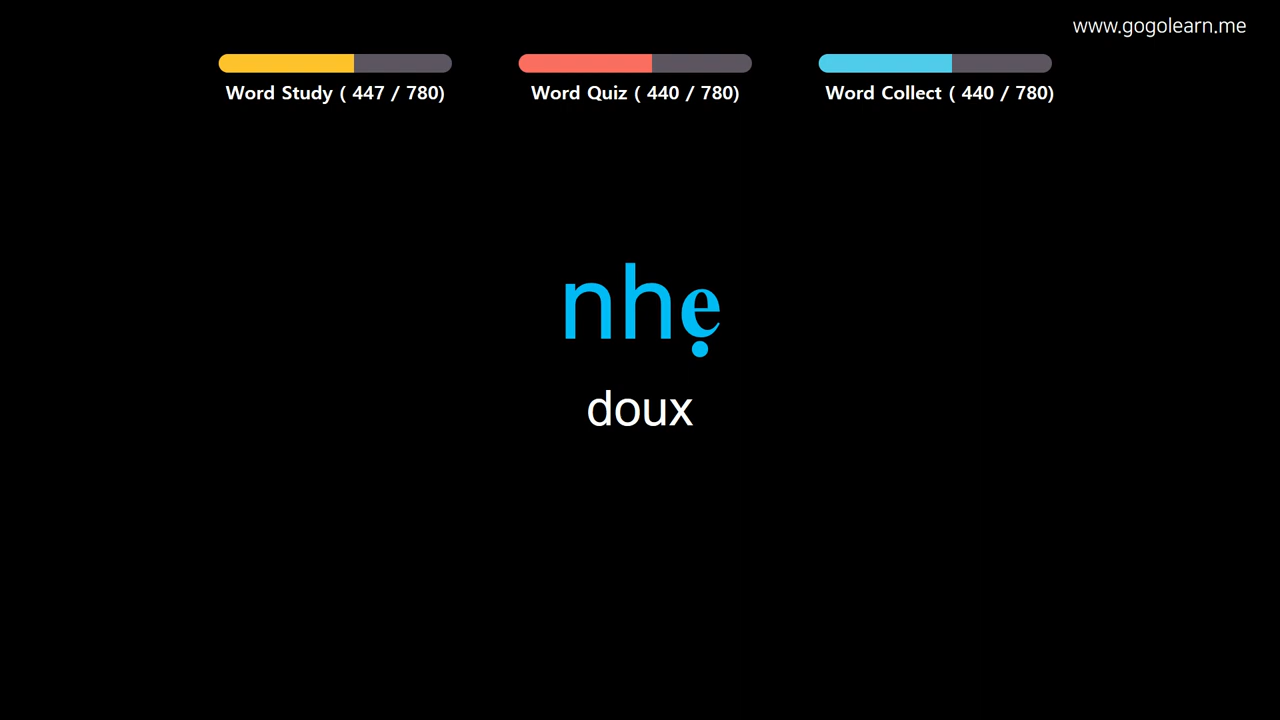 www.gogolearn.me
Word Study ( 447 / 780)
Word Quiz ( 440 / 780)
Word Collect ( 440 / 780)
nhẹ
doux